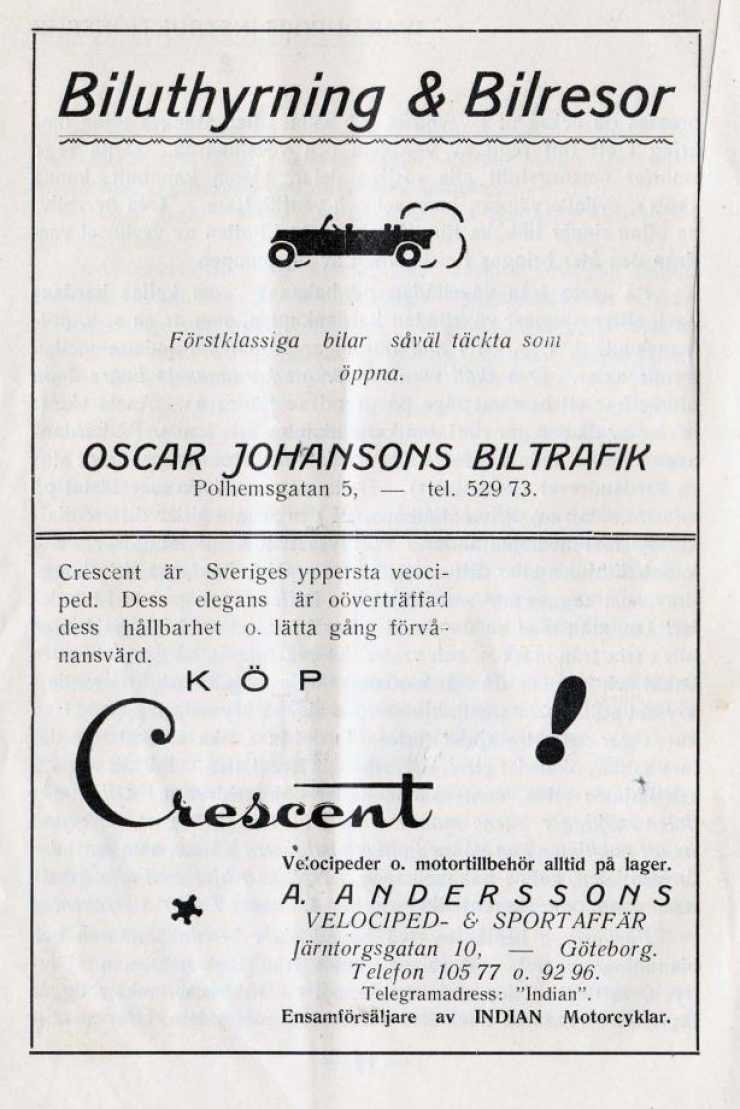 Biluthyrning & Bilresor
Förstklassiga bilar såväl täckta som
öppna.
OSCAR JOHANSONS BILTRAFIK
Polhemsgatan 5, — tel. 529 73.
Crescent är Sveriges yppersta veoci-
ped. Dess elegans är oöverträffad
dess hållbarhet o. lätta gång förvå-
nansvärd.
KÖP
Crescent !
Velocipeder o. motortillbehör alltid på lager.
A. ANDERSSONS
VELOCIPED- & SPORTAFFÄR
Järntorgsgatan 10, — Göteborg.
Telefon 105 77 o. 92 96.
Telegramadress: ”Indian”.
Ensamförsäljare av INDIAN Motorcyklar.